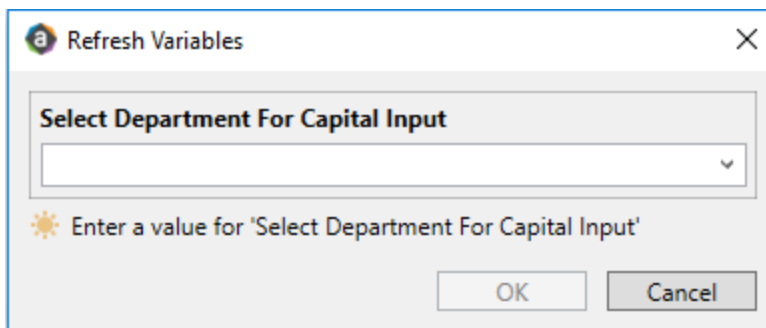 Refresh Variables
Select Department For Capital Input
Enter a value for 'Select Department For Capital Input'
OK
Cancel